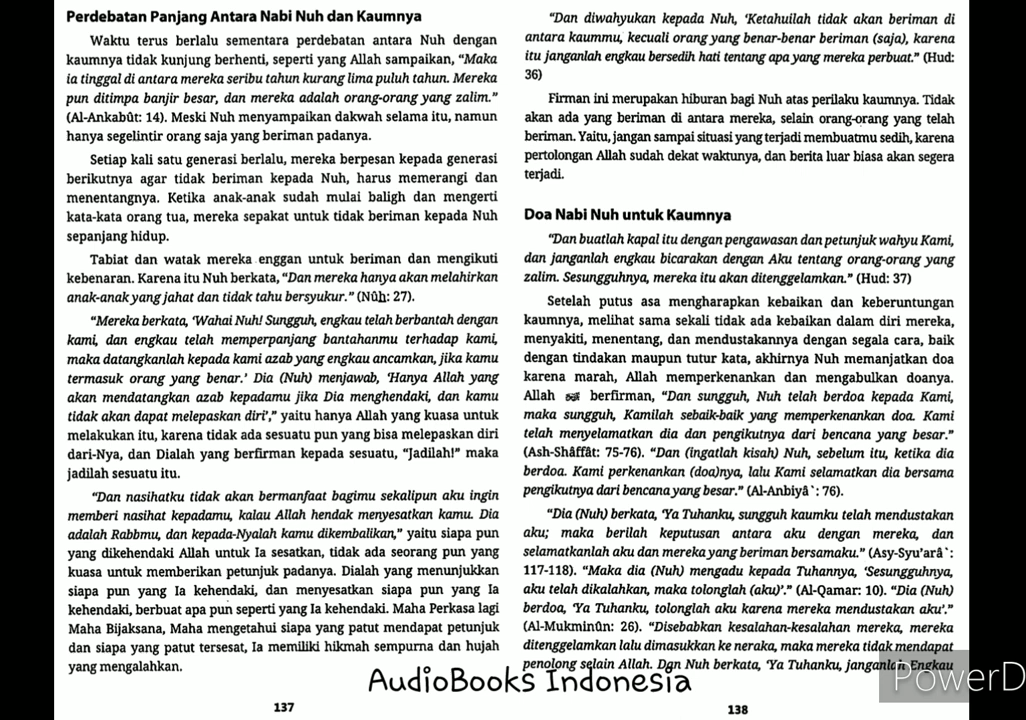 Perdebatan Panjang Antara Nabi Nuh dan Kaumnya
Waktu terus berlalu sementara perdebatan antara Nuh dengan
kaumnya tidak kunjung berhenti, seperti yang Allah sampaikan, “Maka
ia tinggal di antara mereka seribu tahun kurang lima puluh tahun. Mereka
pun ditimpa banjir besar, dan mereka adalah orang-orang yang zalim.”
(Al-Ankabût: 14). Meski Nuh menyampaikan dakwah selama itu, namun
hanya segelintir orang saja yang beriman padanya.
Setiap kali satu generasi berlalu, mereka berpesan kepada generasi
berikutnya agar tidak beriman kepada Nuh, harus memerangi dan
menentangnya. Ketika anak-anak sudah mulai baligh dan mengerti
kata-kata orang tua, mereka sepakat untuk tidak beriman kepada Nuh
sepanjang hidup.
Tabiat dan watak mereka enggan untuk beriman dan mengikuti
kebenaran. Karena itu Nuh berkata, “Dan mereka hanya akan melahirkan
anak-anak yang jahat dan tidak tahu bersyukur.” (Nûh: 27).
“Mereka berkata, ‘Wahai Nuh! Sungguh, engkau telah berbantah dengan
kami, dan engkau telah memperpanjang bantahanmu terhadap kami,
maka datangkanlah kepada kami azab yang engkau ancamkan, jika kamu
termasuk orang yang benar.’ Dia (Nuh) menjawab, ‘Hanya Allah yang
akan mendatangkan azab kepadamu jika Dia menghendaki, dan kamu
tidak akan dapat melepaskan diri’,” yaitu hanya Allah yang kuasa untuk
melakukan itu, karena tidak ada sesuatu pun yang bisa melepaskan diri
dari-Nya, dan Dialah yang berfirman kepada sesuatu, “Jadilah!” maka
jadilah sesuatu itu.
“Dan nasihatku tidak akan bermanfaat bagimu sekalipun aku ingin
memberi nasihat kepadamu, kalau Allah hendak menyesatkan kamu. Dia
adalah Rabbmu, dan kepada-Nyalah kamu dikembalikan,” yaitu siapa pun
yang dikehendaki Allah untuk Ia sesatkan, tidak ada seorang pun yang
kuasa untuk memberikan petunjuk padanya. Dialah yang menunjukkan
siapa pun yang Ia kehendaki, dan menyesatkan siapa pun yang Ia
kehendaki, berbuat apa pun seperti yang Ia kehendaki. Maha Perkasa lagi
Maha Bijaksana, Maha mengetahui siapa yang patut mendapat petunjuk
dan siapa yang patut tersesat, Ia memiliki hikmah sempurna dan hujah
yang mengalahkan.
137
“Dan diwahyukan kepada Nuh, ‘Ketahuilah tidak akan beriman di
antara kaummu, kecuali orang yang benar-benar beriman (saja), karena
itu janganlah engkau bersedih hati tentang apa yang mereka perbuat.” (Hud:
36)
Firman ini merupakan hiburan bagi Nuh atas perilaku kaumnya. Tidak
akan ada yang beriman di antara mereka, selain orang-orang yang telah
beriman. Yaitu, jangan sampai situasi yang terjadi membuatmu sedih, karena
pertolongan Allah sudah dekat waktunya, dan berita luar biasa akan segera
terjadi.
Doa Nabi Nuh untuk Kaumnya
“Dan buatlah kapal itu dengan pengawasan dan petunjuk wahyu Kami,
dan janganlah engkau bicarakan dengan Aku tentang orang-orang yang
zalim. Sesungguhnya, mereka itu akan ditenggelamkan.” (Hud: 37)
Setelah putus asa mengharapkan kebaikan dan keberuntungan
kaumnya, melihat sama sekali tidak ada kebaikan dalam diri mereka,
menyakiti, menentang, dan mendustakannya dengan segala cara, baik
dengan tindakan maupun tutur kata, akhirnya Nuh memanjatkan doa
karena marah, Allah memperkenankan dan mengabulkan doanya.
Allah berfirman, “Dan sungguh, Nuh telah berdoa kepada Kami,
maka sungguh, Kamilah sebaik-baik yang memperkenankan doa. Kami
telah menyelamatkan dia dan pengikutnya dari bencana yang besar.”
(Ash-Shâffât: 75-76). “Dan (ingatlah kisah) Nuh, sebelum itu, ketika dia
berdoa. Kami perkenankan (doa)nya, lalu Kami selamatkan dia bersama
pengikutnya dari bencana yang besar.” (Al-Anbiyâ`: 76).
“Dia (Nuh) berkata, ‘Ya Tuhanku, sungguh kaumku telah mendustakan
aku; maka berilah keputusan antara aku dengan mereka, dan
selamatkanlah aku dan mereka yang beriman bersamaku.” (Asy-Syu’arâ`:
117-118). “Maka dia (Nuh) mengadu kepada Tuhannya, ‘Sesungguhnya,
aku telah dikalahkan, maka tolonglah (aku)’.” (Al-Qamar: 10). “Dia (Nuh)
berdoa, ‘Ya Tuhanku, tolonglah aku karena mereka mendustakan aku’.”
(Al-Mukminûn: 26). “Disebabkan kesalahan-kesalahan mereka, mereka
ditenggelamkan lalu dimasukkan ke neraka, maka mereka tidak mendapat
penolong selain Allah. Dan Nuh berkata, ‘Ya Tuhanku, janganlah Engkau
138
AudioBooks Indonesia
PowerD